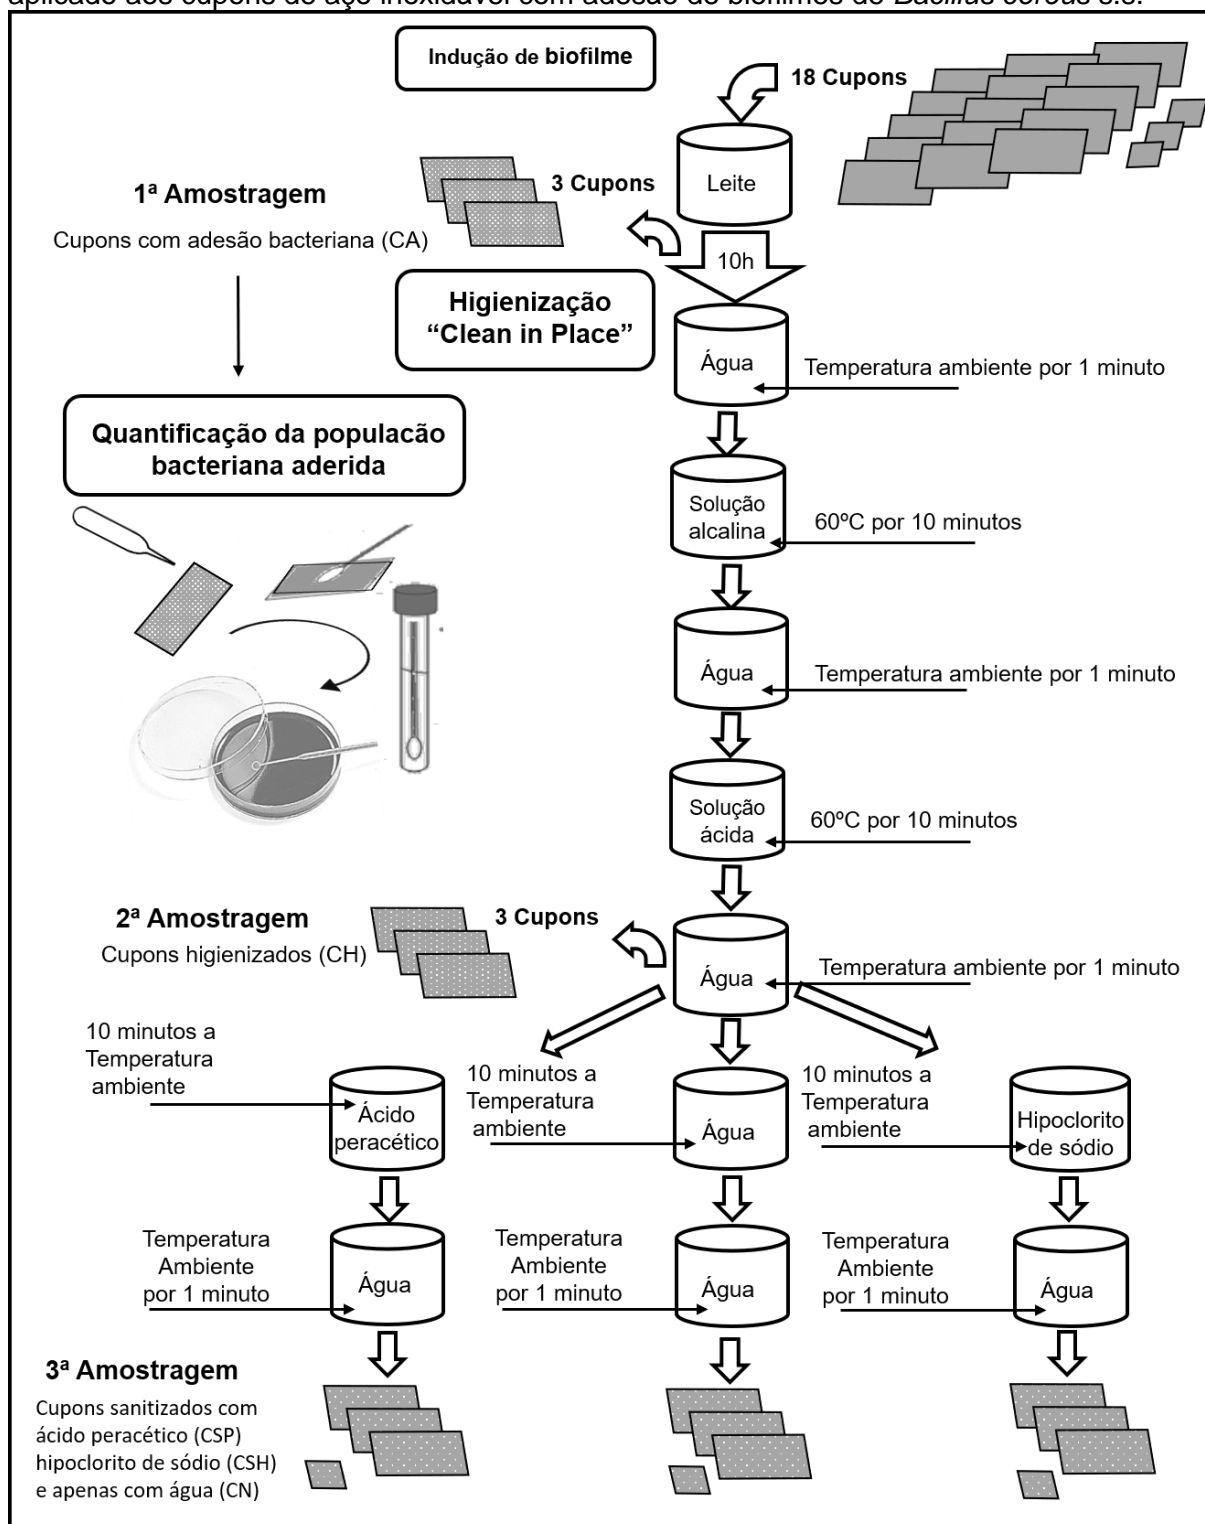 aplicado aos cupons de aço inoxidável com adesão de biofilmes de Bacillus cereus s.s.
Indução de biofilme
18 Cupons
Leite
3 Cupons
1ª Amostragem
Cupons com adesão bacteriana (CA)
10h
Higienização
“Clean in Place”
Água
Temperatura ambiente por 1 minuto
Quantificação da populacão
bacteriana aderida
Solução
alcalina
60ºC por 10 minutos
Água
Temperatura ambiente por 1 minuto
Solução
ácida
60ºC por 10 minutos
2ª Amostragem
Cupons higienizados (CH)
3 Cupons
Água
Temperatura ambiente por 1 minuto
10 minutos a
Temperatura
ambiente
Ácido
peracético
10 minutos a
Temperatura
ambiente
Água
10 minutos a
Temperatura
ambiente
Hipoclorito
de sódio
Temperatura
Ambiente
por 1 minuto
Água
Temperatura
Ambiente
por 1 minuto
Água
Temperatura
Ambiente
por 1 minuto
Água
3ª Amostragem
Cupons sanitizados com
ácido peracético (CSP)
hipoclorito de sódio (CSH)
e apenas com água (CN)